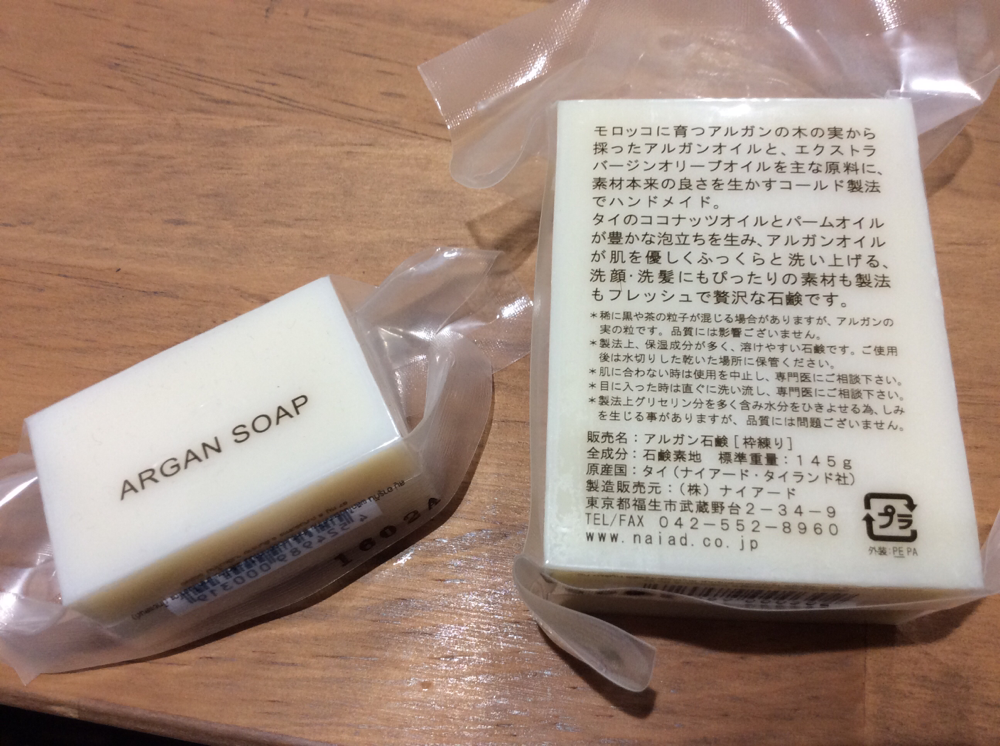 ARGAN SOAP
1602A
モロッコに育つアルガンの木の実から
採ったアルガンオイルと、エクストラ
バージンオリーブオイルを主な原料に、
素材本来の良さを生かすコールド製法
でハンドメイド。
タイのココナッツオイルとパームオイル
が豊かな泡立ちを生み、アルガンオイル
が肌を優しくふっくらと洗い上げる、
洗顔・洗髪にもぴったりの素材も製法
もフレッシュで贅沢な石鹸です。
*稀に黒や茶の粒子が混じる場合がありますが、アルガンの
実の粒です。品質には影響ございません。
*製法上、保湿成分が多く、溶けやすい石鹸です。ご使用
後は水切りした乾いた場所に保管ください。
*肌に合わない時は使用を中止し、専門医にご相談下さい。
*目に入った時は直ぐに洗い流し、専門医にご相談下さい。
*製法上グリセリン分を多く含み水分をひきよせる為、しみ
を生じる事がありますが、品質には問題ございません。
販売名：アルガン石鹸［枠練り］
全成分：石鹸素地 標準重量：145g
原産国：タイ（ナイアード・タイランド社）
製造販売元：（株）ナイアード
東京都福生市武蔵野台2-34-9
TEL/FAX 042-552-8960
www.naiad.co.jp
プラ
外装:PE PA